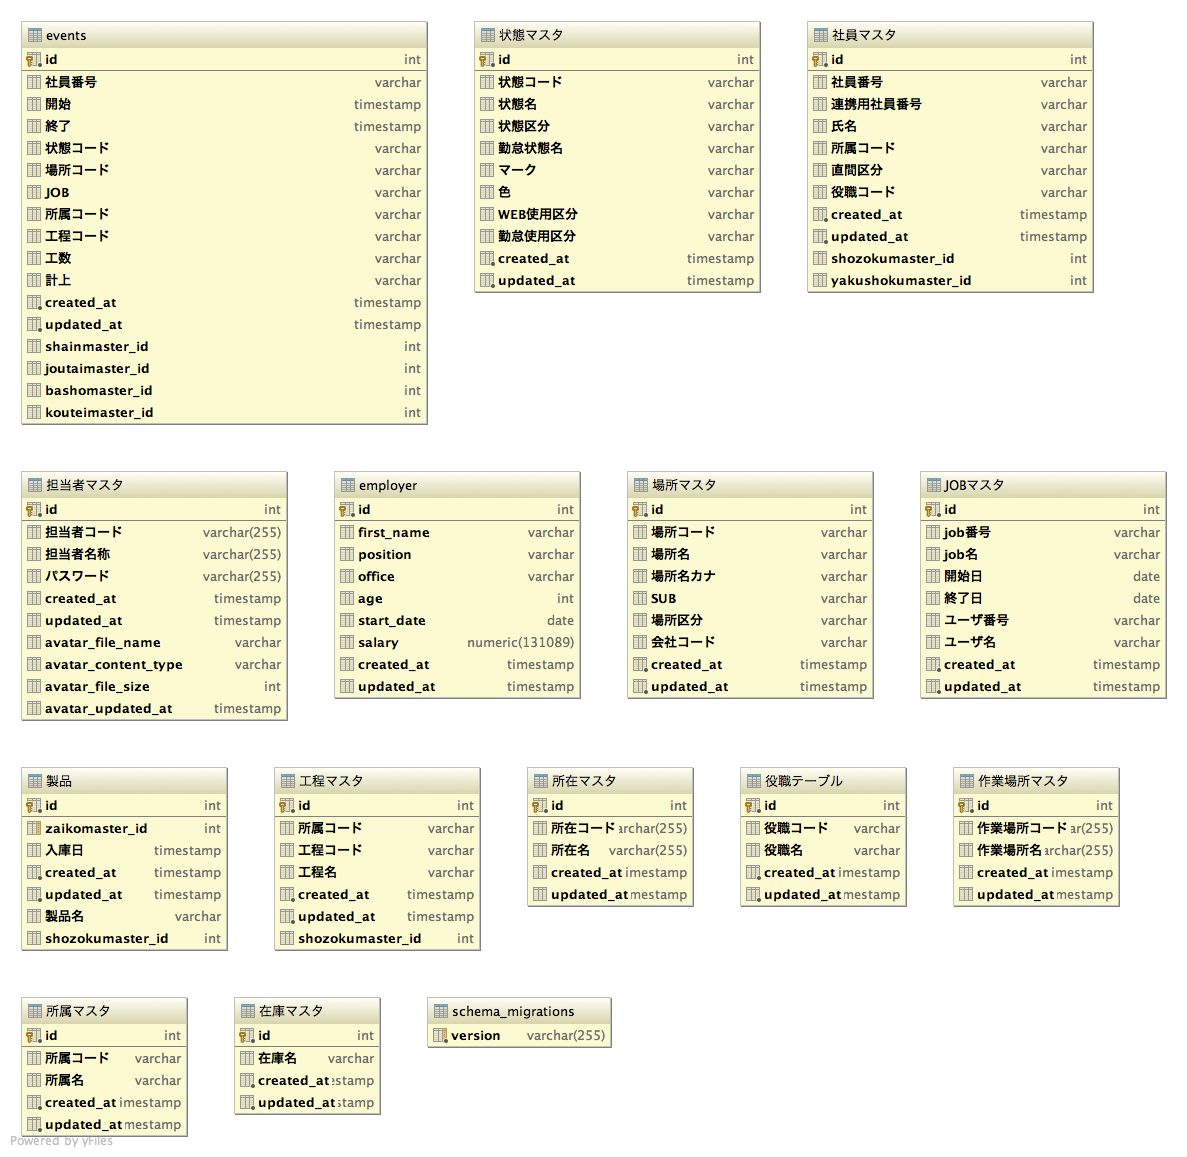 events
id int
社員番号 varchar
開始 timestamp
終了 timestamp
状態コード varchar
場所コード varchar
JOB varchar
所属コード varchar
工程コード varchar
工数 varchar
計上 varchar
created_at timestamp
updated_at timestamp
shainmaster_id int
joutaimaster_id int
bashomaster_id int
kouteimaster_id int
状態マスタ
id int
状態コード varchar
状態名 varchar
状態区分 varchar
勤怠状態名 varchar
マーク varchar
色 varchar
WEB使用区分 varchar
勤怠使用区分 varchar
created_at timestamp
updated_at timestamp
社員マスタ
id int
社員番号 varchar
連携用社員番号 varchar
氏名 varchar
所属コード varchar
直間区分 varchar
役職コード varchar
created_at timestamp
updated_at timestamp
shozokumaster_id int
yakushokumaster_id int
担当者マスタ
id int
担当者コード varchar(255)
担当者名称 varchar(255)
パスワード varchar(255)
created_at timestamp
updated_at timestamp
avatar_file_name varchar
avatar_content_type varchar
avatar_file_size int
avatar_updated_at timestamp
employer
id int
first_name varchar
position varchar
office varchar
age int
start_date date
salary numeric(131089)
created_at timestamp
updated_at timestamp
場所マスタ
id int
場所コード varchar
場所名 varchar
場所名カナ varchar
SUB varchar
場所区分 varchar
会社コード varchar
created_at timestamp
updated_at timestamp
JOBマスタ
id int
job番号 varchar
job名 varchar
開始日 date
終了日 date
ユーザ番号 varchar
ユーザ名 varchar
created_at timestamp
updated_at timestamp
製品
id int
zaikomaster_id int
入庫日 timestamp
created_at timestamp
updated_at timestamp
製品名 varchar
shozokumaster_id int
工程マスタ
id int
所属コード varchar
工程コード varchar
工程名 varchar
created_at timestamp
updated_at timestamp
shozokumaster_id int
所在マスタ
id int
所在コード archar(255)
所在名 varchar(255)
created_at imestamp
updated_at mestamp
役職テーブル
id int
役職コード varchar
役職名 varchar
created_at imestamp
updated_at mestamp
作業場所マスタ
id int
作業場所コード ar(255)
作業場所名 archar(255)
created_at imestamp
updated_at mestamp
所属マスタ
id int
所属コード varchar
所属名 varchar
created_at imestamp
updated_at mestamp
在庫マスタ
id int
在庫名 varchar
created_at stamp
updated_at stamp
schema_migrations
version varchar(255)
Powered by yFiles